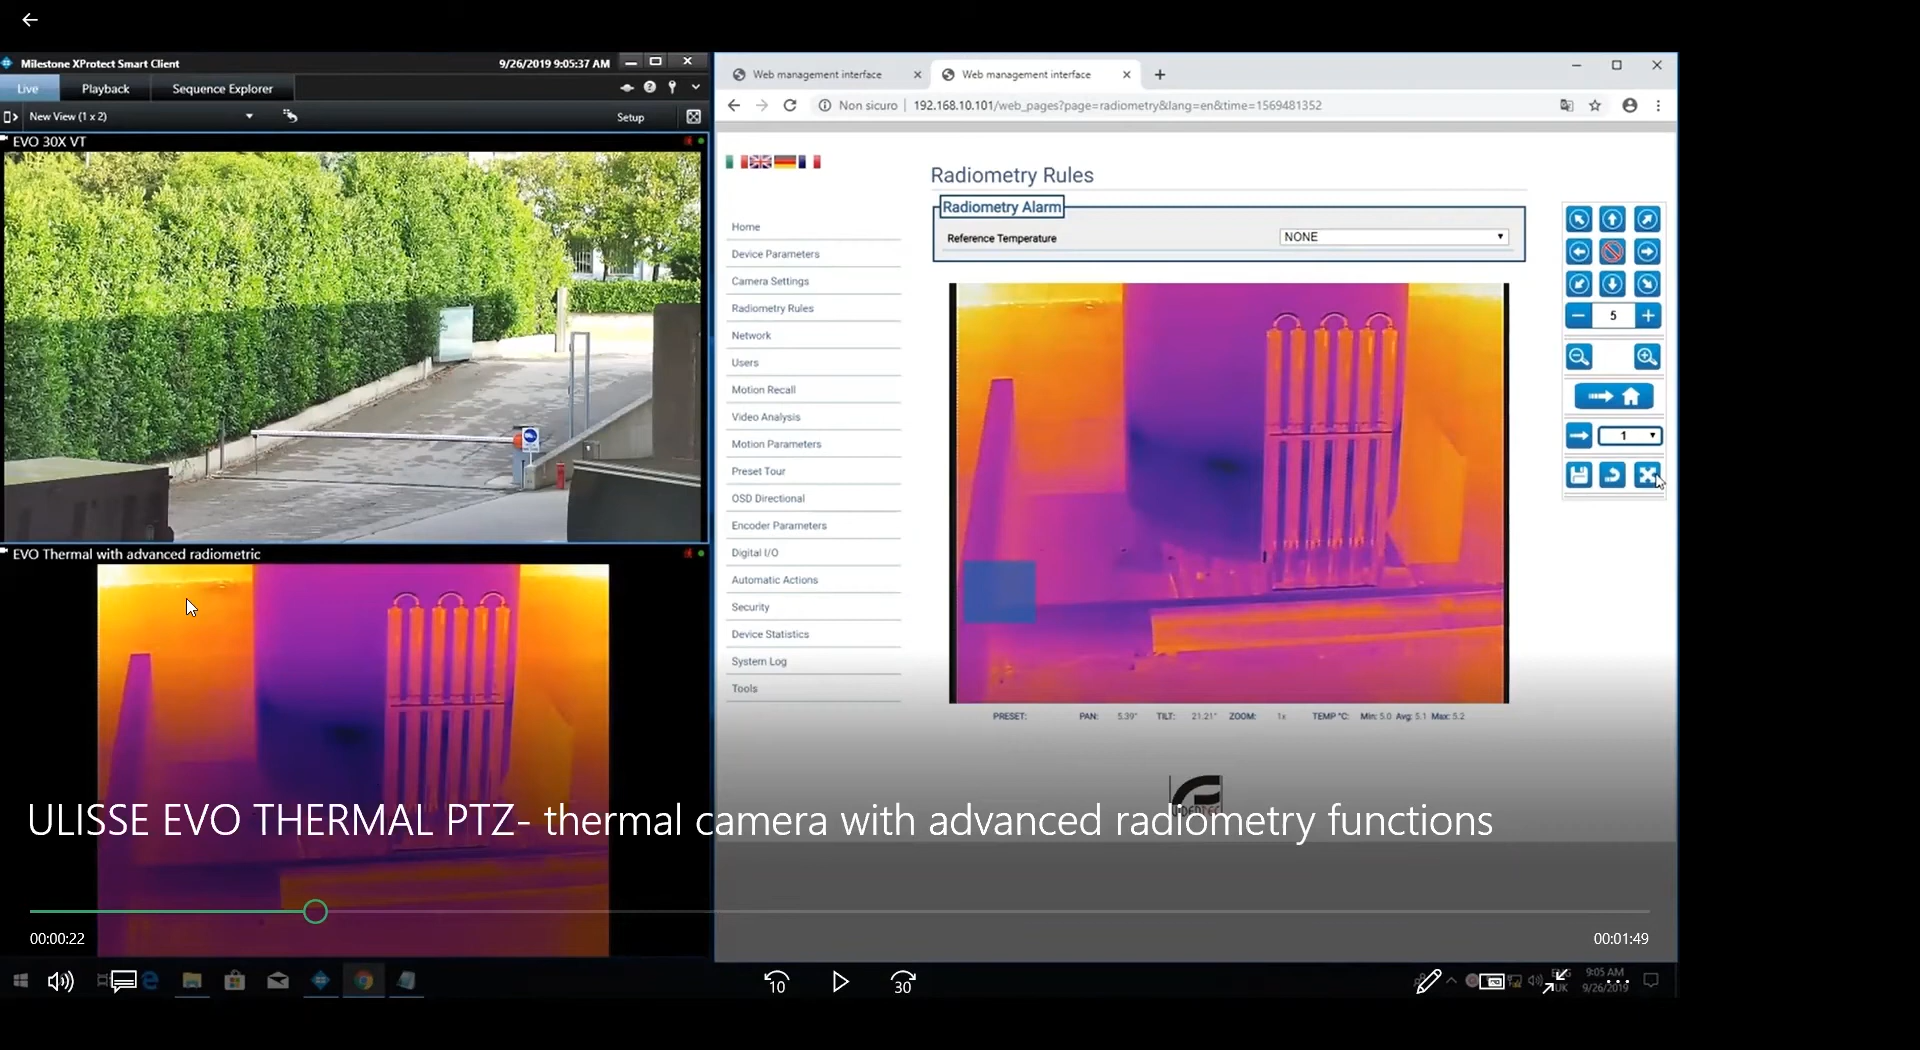 Milestone XProtect Smart Client
9/26/2019 9:05:37 AM
Live
Playback
Sequence Explorer
New View (1 x 2)
Setup
EVO 30X VT
EVO Thermal with advanced radiometric
Web management interface
Web management interface
Non sicuro
192.168.10.101/web_pages?page=radiometry&lang=en&time=1569481352
Home
Device Parameters
Camera Settings
Radiometry Rules
Network
Users
Motion Recall
Video Analysis
Motion Parameters
Preset Tour
OSD Directional
Encoder Parameters
Digital I/O
Automatic Actions
Security
Device Statistics
System Log
Tools
Radiometry Rules
Radiometry Alarm
Reference Temperature
NONE
5
1
PRESET: PAN: 5.39° TILT: 21.21° ZOOM: 1x TEMP °C: Min: 5.0 Avg: 5.1 Max: 5.2
ULISSE EVO THERMAL PTZ- thermal camera with advanced radiometry functions
00:00:22
00:01:49
10
30
9:05 AM
9/26/2019